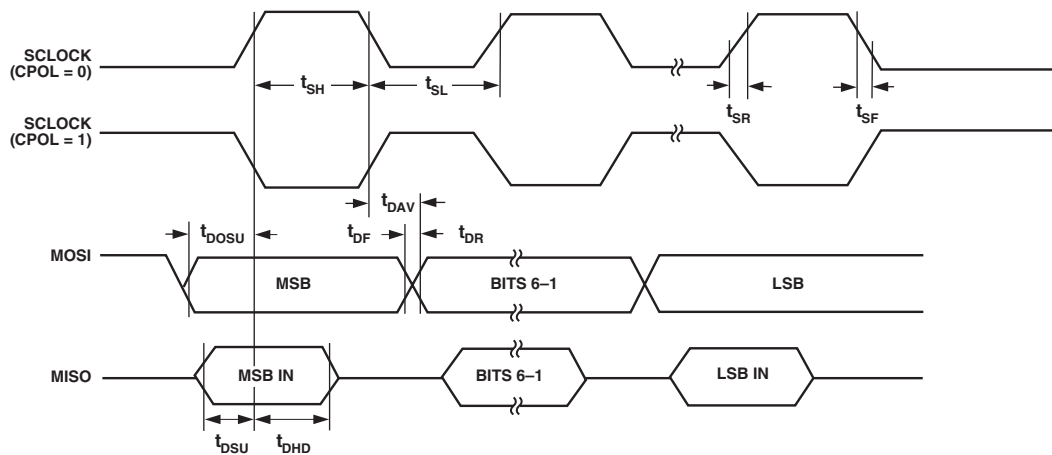 SCLOCK
(CPOL = 0)
tSH
tSL
tSR
tSF
SCLOCK
(CPOL = 1)
tDAV
tDOSU
tDF
tDR
MOSI
MSB
BITS 6–1
LSB
MISO
MSB IN
BITS 6–1
LSB IN
tDSU
tDHD